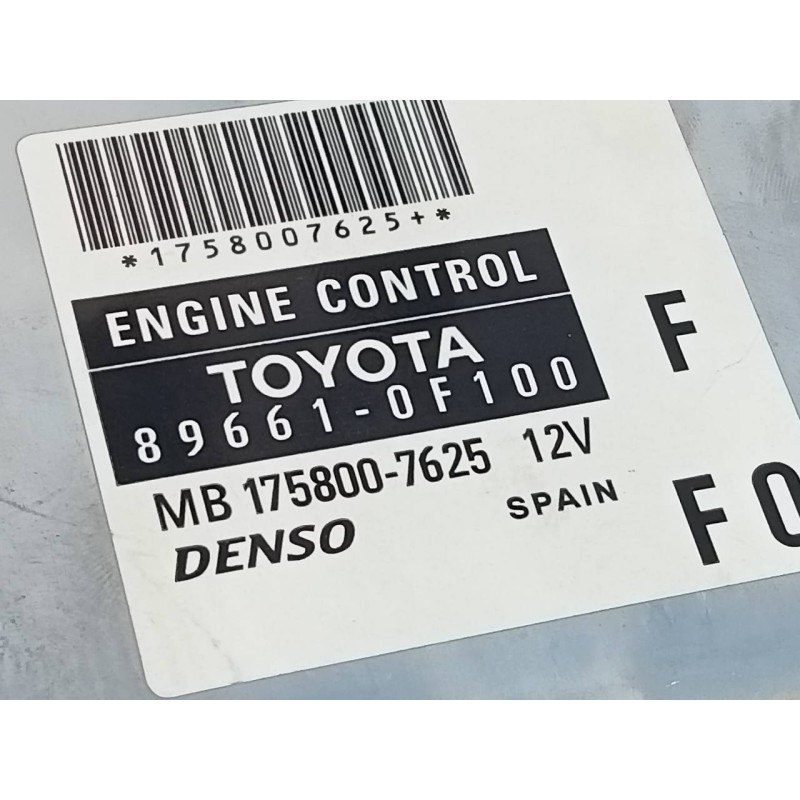 *1758007625+*
ENGINE CONTROL
TOYOTA
89661-0F100
F
MB 175800-7625 12V
DENSO
SPAIN
F0